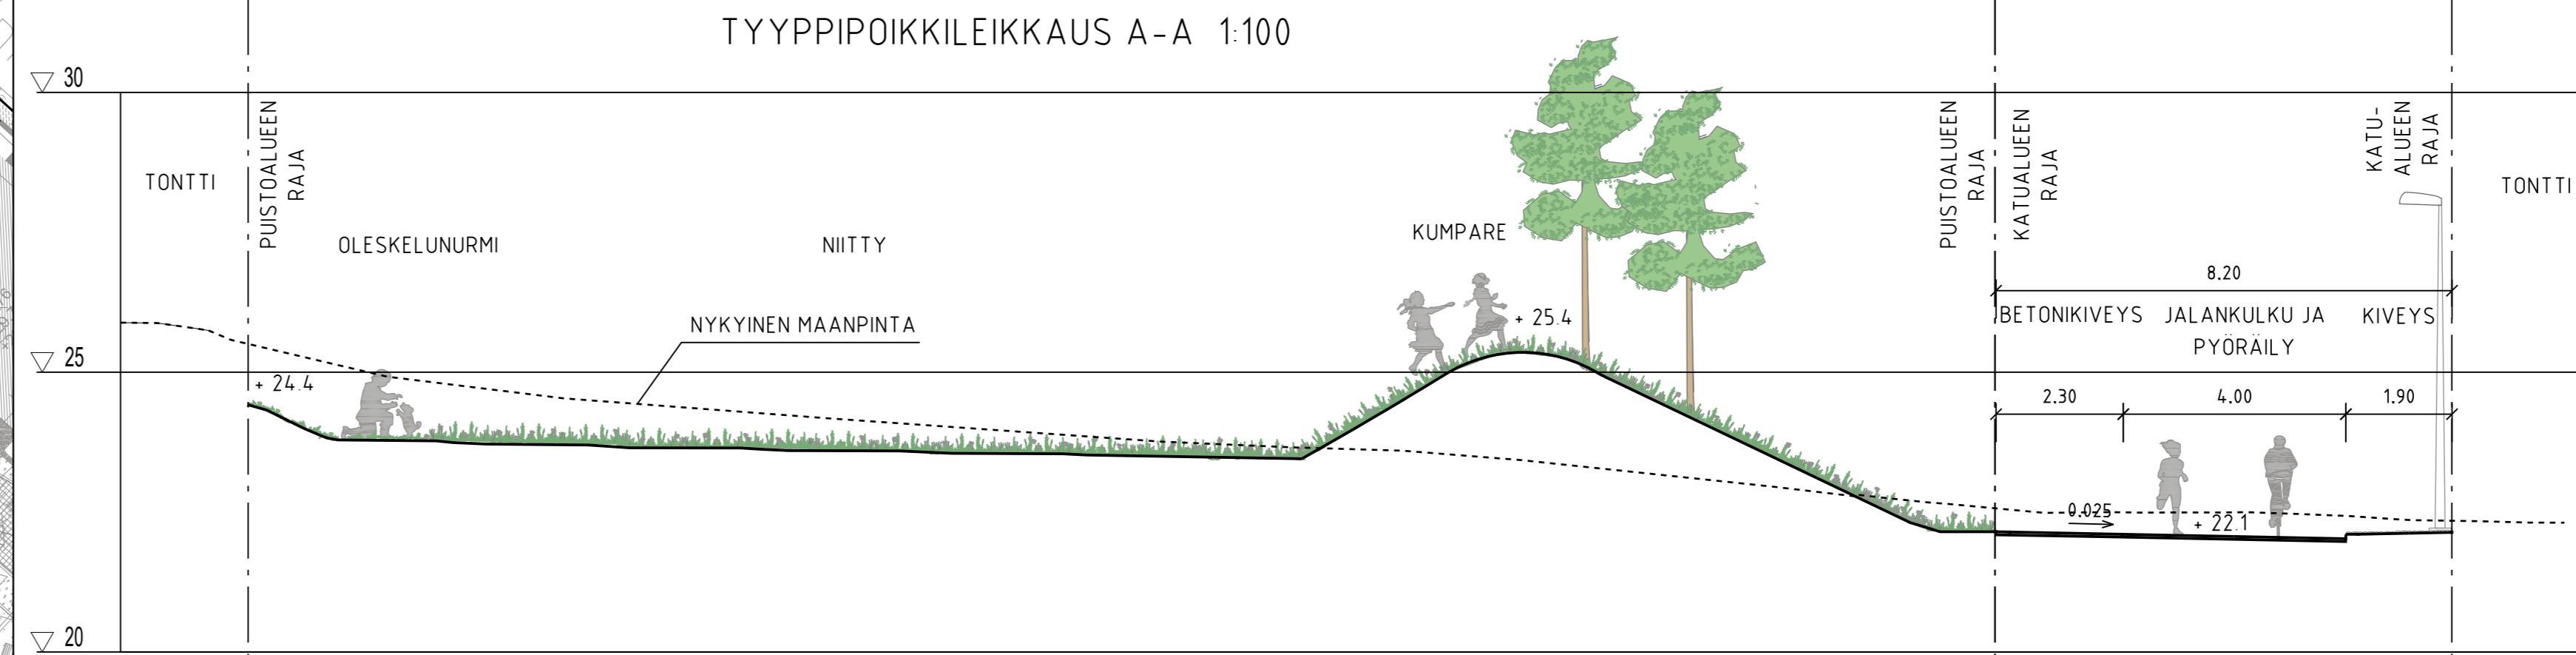 TYYPPIPOIKKILEIKKAUS A-A 1:100
30
TONTTI
PUISTOALUEEN
RAJA
OLESKELUNURMI
NIITTY
KUMPARE
PUISTOALUEEN
RAJA
KATUALUEEN
RAJA
KATU-
ALUEEN
RAJA
TONTTI
8.20
BETONIKIVEYS
JALANKULKU JA
PYÖRÄILY
KIVEYS
NYKYINEN MAANPINTA
+ 25.4
25
+ 24.4
2.30
4.00
1.90
0.025
+ 22.1
20